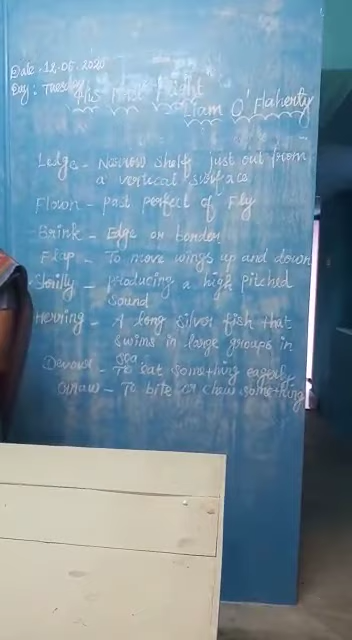 Date : 12.05.2020
Day : Tuesday
His First Flight
Liam O'Flaherty
Ledge - Narrow shelf just out from
a vertical surface
Flown - Past perfect of Fly
Brink - Edge or border
Flap - To move wings up and down
Shrilly - Producing a high pitched
sound
Herring - A long silver fish that
swims in large groups in
sea
Devour - To eat something eagerly
Gnaw - To bite or chew something